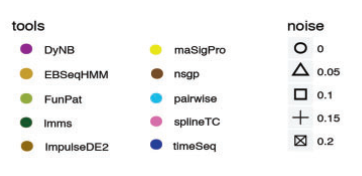 tools
DyNB
EBSeqHMM
FunPat
lmms
ImpulseDE2
maSigPro
nsgp
pairwise
splineTC
timeSeq
noise
0
0.05
0.1
0.15
0.2